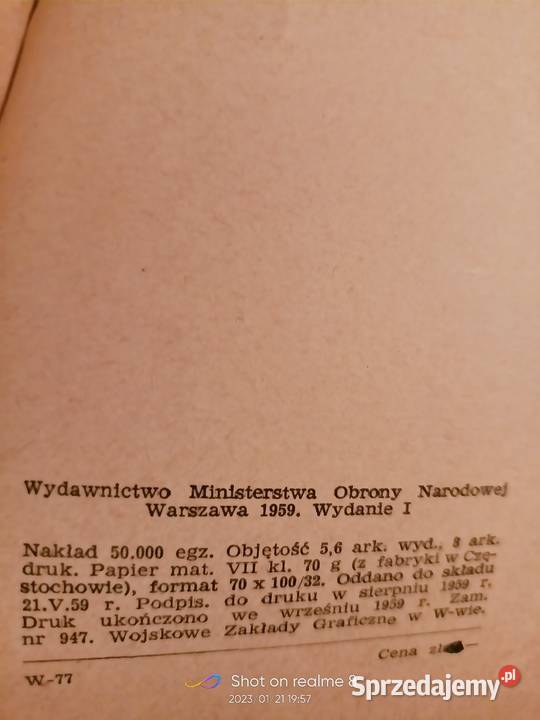 Wydawnictwo Ministerstwa Obrony Narodowej
Warszawa 1959. Wydanie I
Nakład 50.000 egz. Objętość 5,6 ark. wyd., 8 ark.
druk. Papier mat. VII kl. 70 g (z fabryki w Czę-
stochowie), format 70 x 100/32. Oddano do składu
21.V.59 r. Podpis. do druku w sierpniu 1959 r.
Druk ukończono we wrześniu 1959 r. Zam.
nr 947. Wojskowe Zakłady Graficzne w W-wie.
Cena zł
W-77
Shot on realme 8
2023. 01. 21 19:57
Sprzedajemy.pl